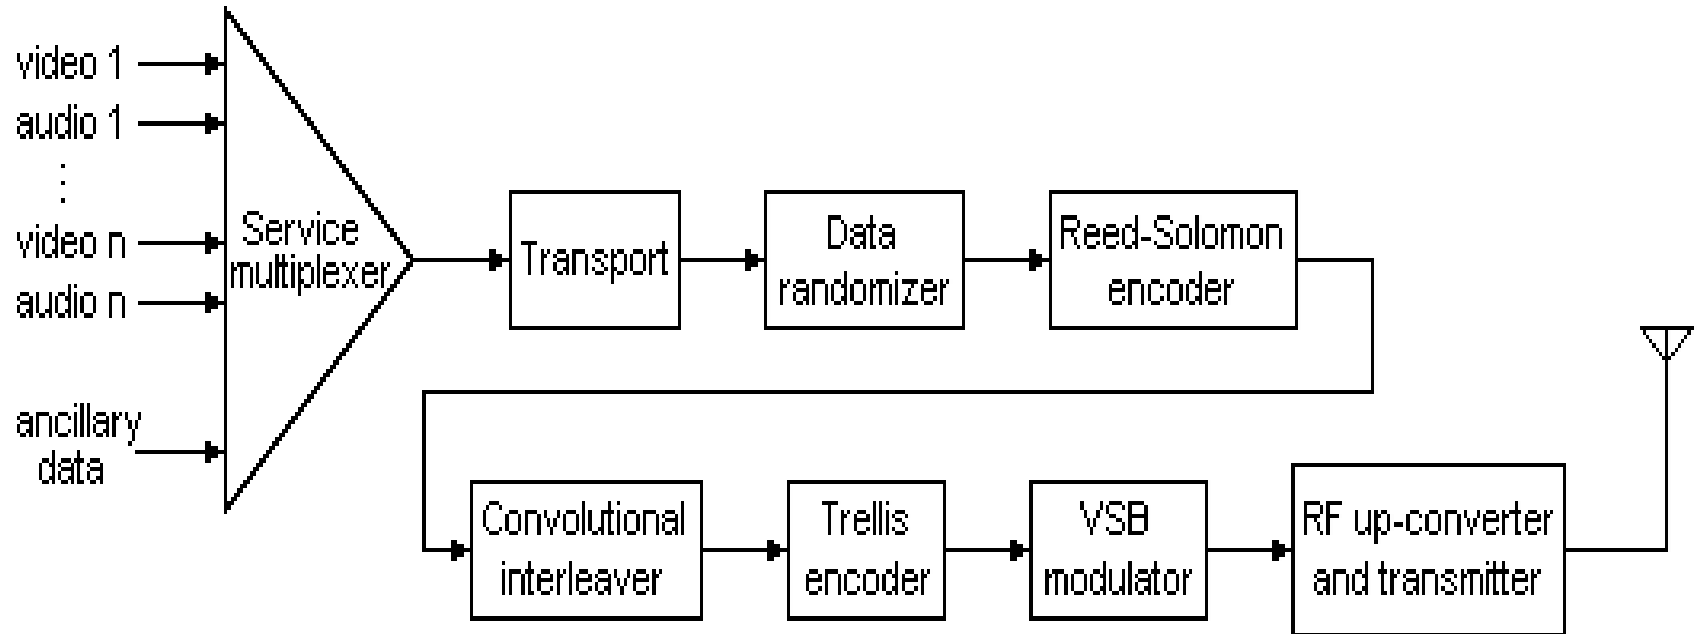 video 1
audio 1
video n
audio n
ancillary
data
Service
multiplexer
Transport
Data
randomizer
Reed-Solomon
encoder
Convolutional
interleaver
Trellis
encoder
VSB
modulator
RF up-converter
and transmitter